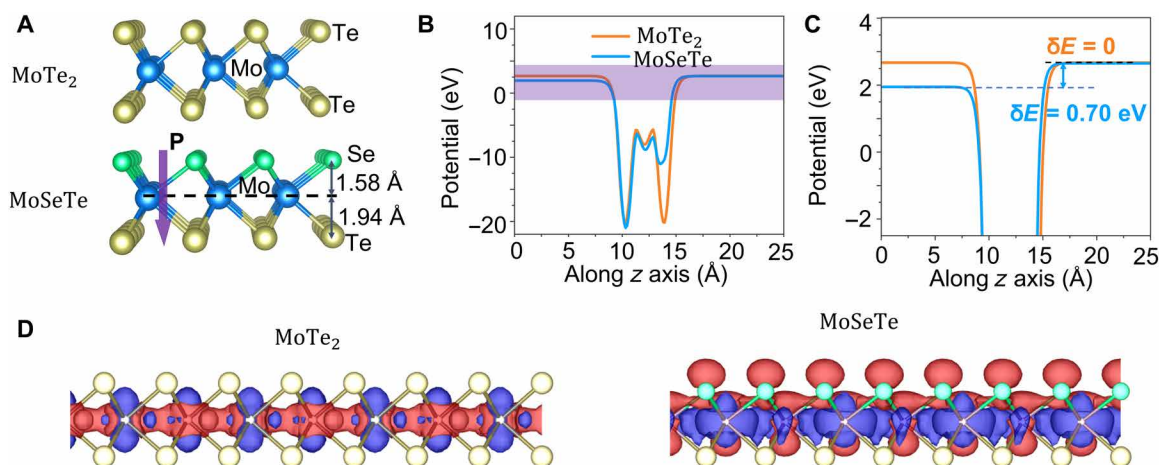 A
MoTe₂
Te
Mo
Te
P
MoSeTe
Se
Mo
1.58 Å
1.94 Å
Te
B
MoTe₂
MoSeTe
Potential (eV)
10
0
−10
−20
0
5
10
15
20
25
Along z axis (Å)
C
δE = 0
δE = 0.70 eV
Potential (eV)
4
2
0
−2
0
5
10
15
20
25
Along z axis (Å)
D
MoTe₂
MoSeTe